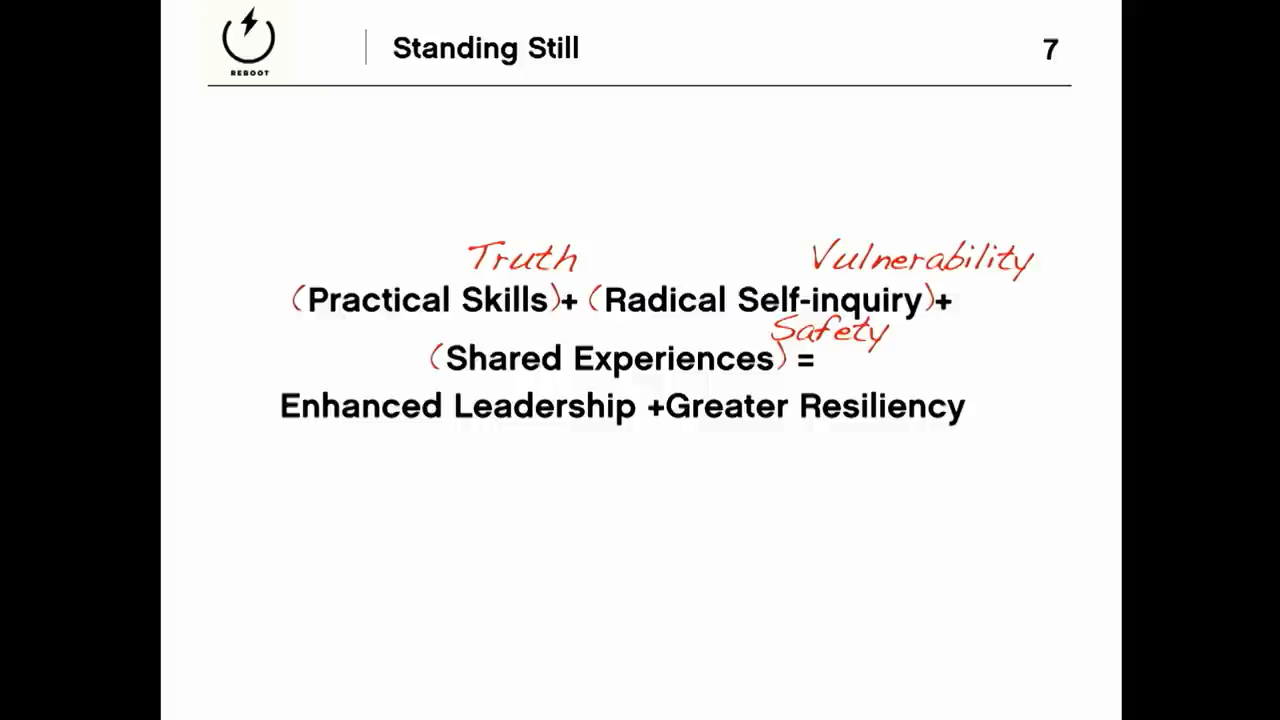 REBOOT
Standing Still
7
Truth
Vulnerability
(Practical Skills)+ (Radical Self-inquiry)+
Safety
(Shared Experiences) =
Enhanced Leadership +Greater Resiliency